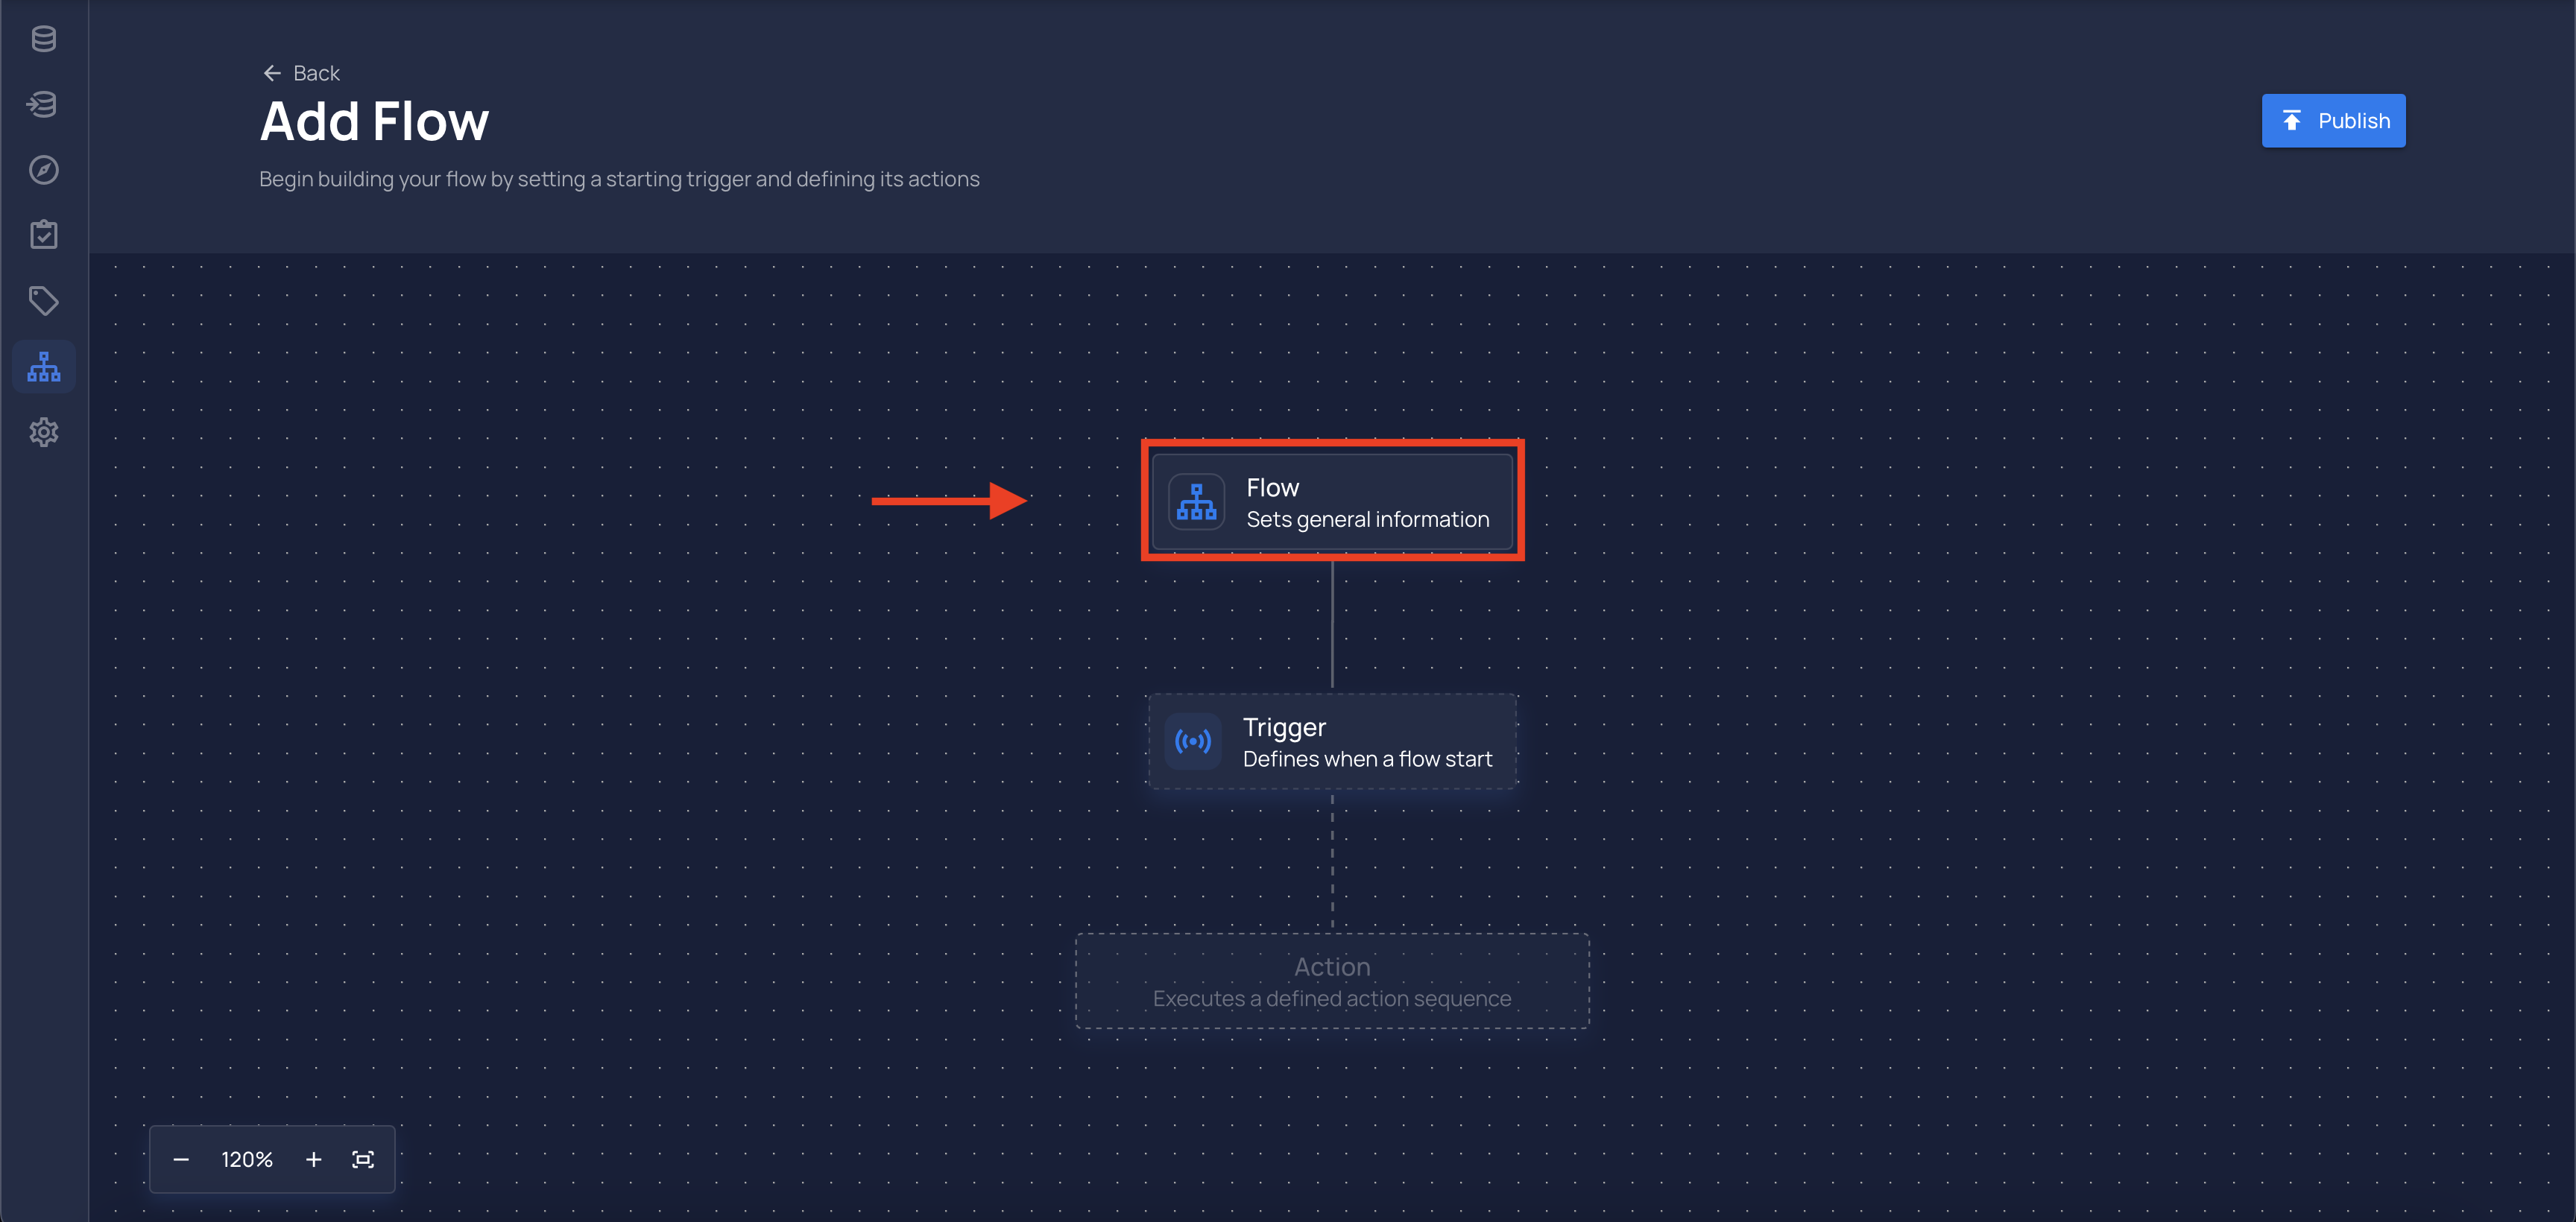 Back
Add Flow
Begin building your flow by setting a starting trigger and defining its actions
Publish
Flow
Sets general information
Trigger
Defines when a flow start
Action
Executes a defined action sequence
120%